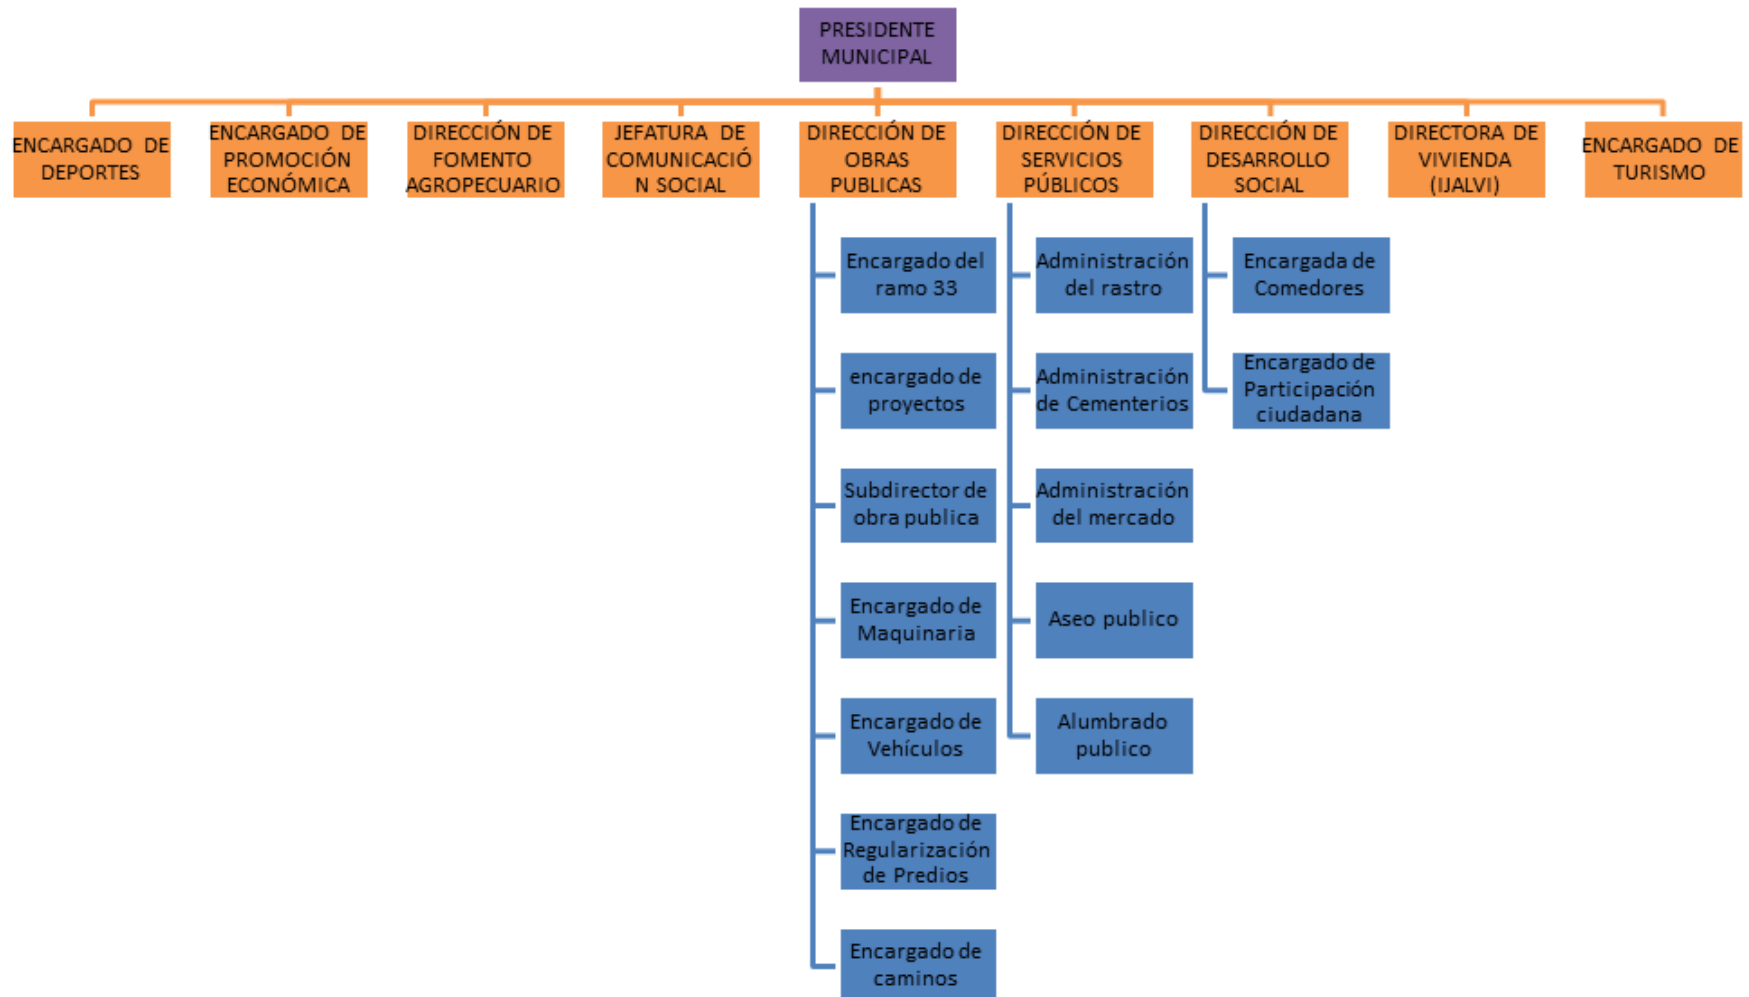 PRESIDENTE
MUNICIPAL
ENCARGADO DE
DEPORTES
ENCARGADO DE
PROMOCIÓN
ECONÓMICA
DIRECCIÓN DE
FOMENTO
AGROPECUARIO
JEFATURA DE
COMUNICACIÓ
N SOCIAL
DIRECCIÓN DE
OBRAS
PUBLICAS
DIRECCIÓN DE
SERVICIOS
PÚBLICOS
DIRECCIÓN DE
DESARROLLO
SOCIAL
DIRECTORA DE
VIVIENDA
(IJALVI)
ENCARGADO DE
TURISMO
Encargado del
ramo 33
encargado de
proyectos
Subdirector de
obra publica
Encargado de
Maquinaria
Encargado de
Vehículos
Encargado de
Regularización
de Predios
Encargado de
caminos
Administración
del rastro
Administración
de Cementerios
Administración
del mercado
Aseo publico
Alumbrado
publico
Encargada de
Comedores
Encargado de
Participación
ciudadana